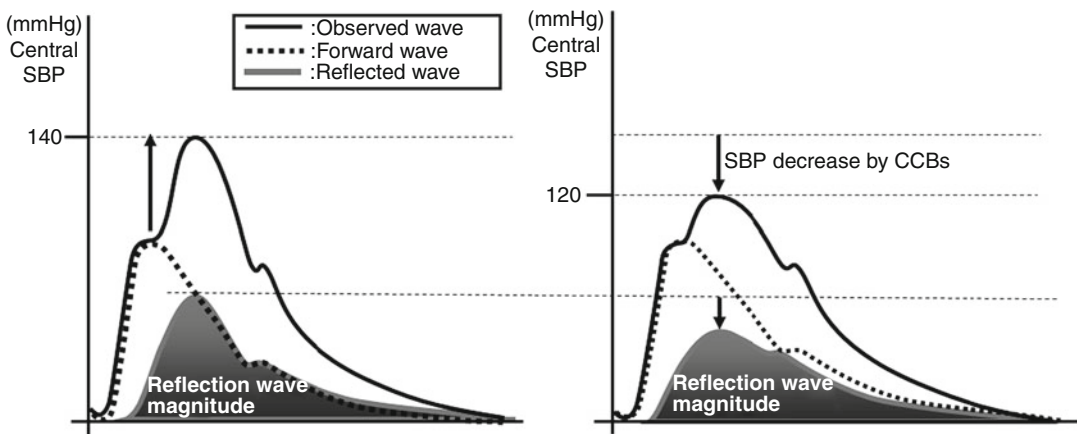 (mmHg)
Central
SBP
:Observed wave
:Forward wave
:Reflected wave
140
Reflection wave
magnitude
(mmHg)
Central
SBP
SBP decrease by CCBs
120
Reflection wave
magnitude